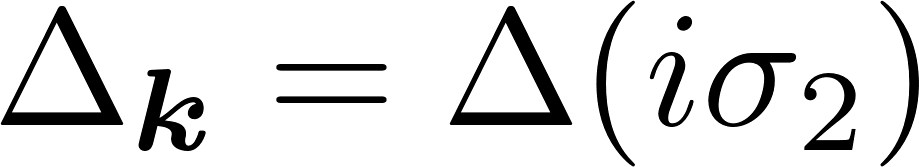 Δ_𝒌 = Δ(iσ₂)